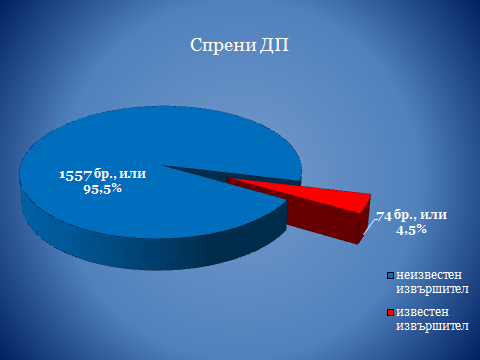 Спрени ДП
1557 бр., или
95,5%
74 бр., или
4,5%
неизвестен
извършител
известен
извършител